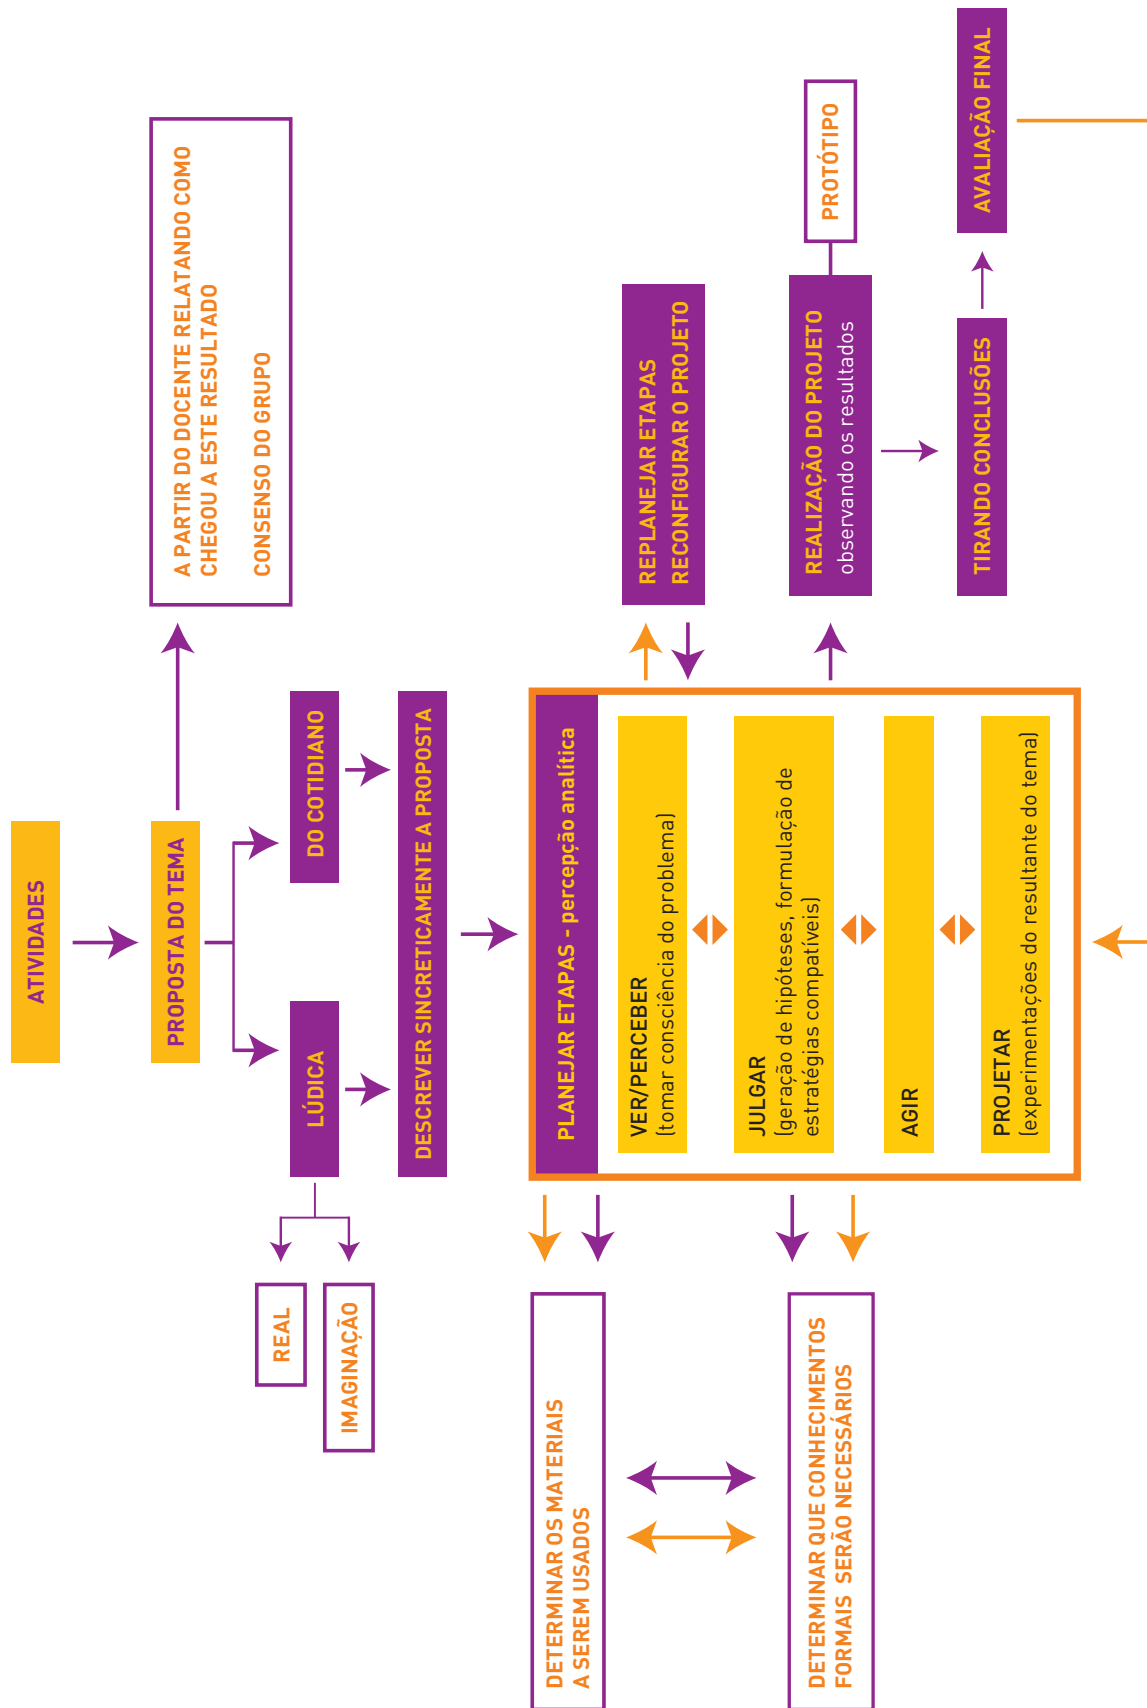 ATIVIDADES
PROPOSTA DO TEMA
A PARTIR DO DOCENTE RELATANDO COMO
CHEGOU A ESTE RESULTADO
CONSENSO DO GRUPO
LÚDICA
DO COTIDIANO
REAL
IMAGINAÇÃO
DESCREVER SINCRETICAMENTE A PROPOSTA
PLANEJAR ETAPAS - percepção analítica
VER/PERCEBER
(tomar consciência do problema)
JULGAR
(geração de hipóteses, formulação de
estratégias compatíveis)
AGIR
PROJETAR
(experimentações do resultante do tema)
DETERMINAR OS MATERIAIS
A SEREM USADOS
DETERMINAR QUE CONHECIMENTOS
FORMAIS SERÃO NECESSÁRIOS
REPLANEJAR ETAPAS
RECONFIGURAR O PROJETO
REALIZAÇÃO DO PROJETO
observando os resultados
PROTÓTIPO
TIRANDO CONCLUSÕES
AVALIAÇÃO FINAL